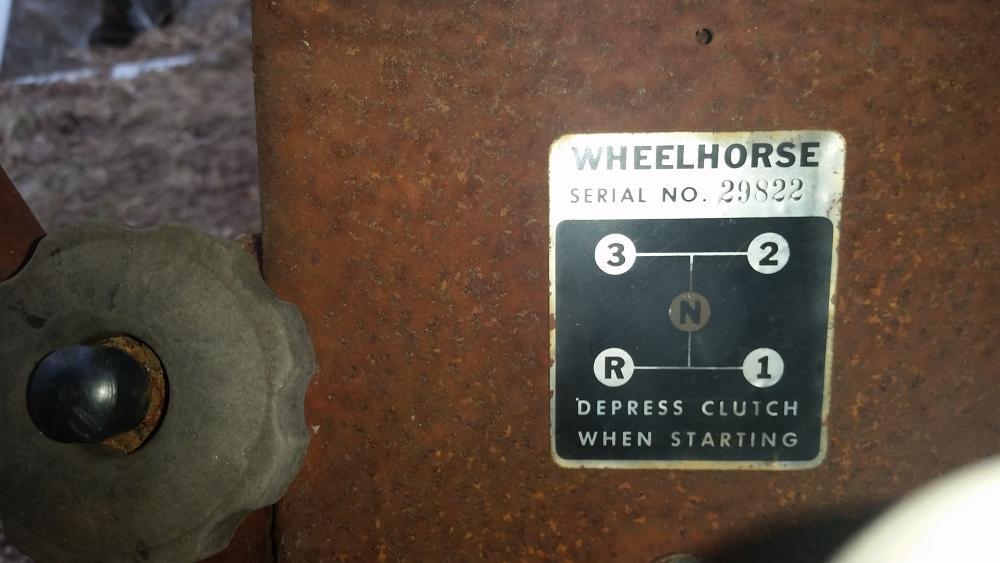 WHEELHORSE
SERIAL NO. 29822
3 2
N
R 1
DEPRESS CLUTCH
WHEN STARTING